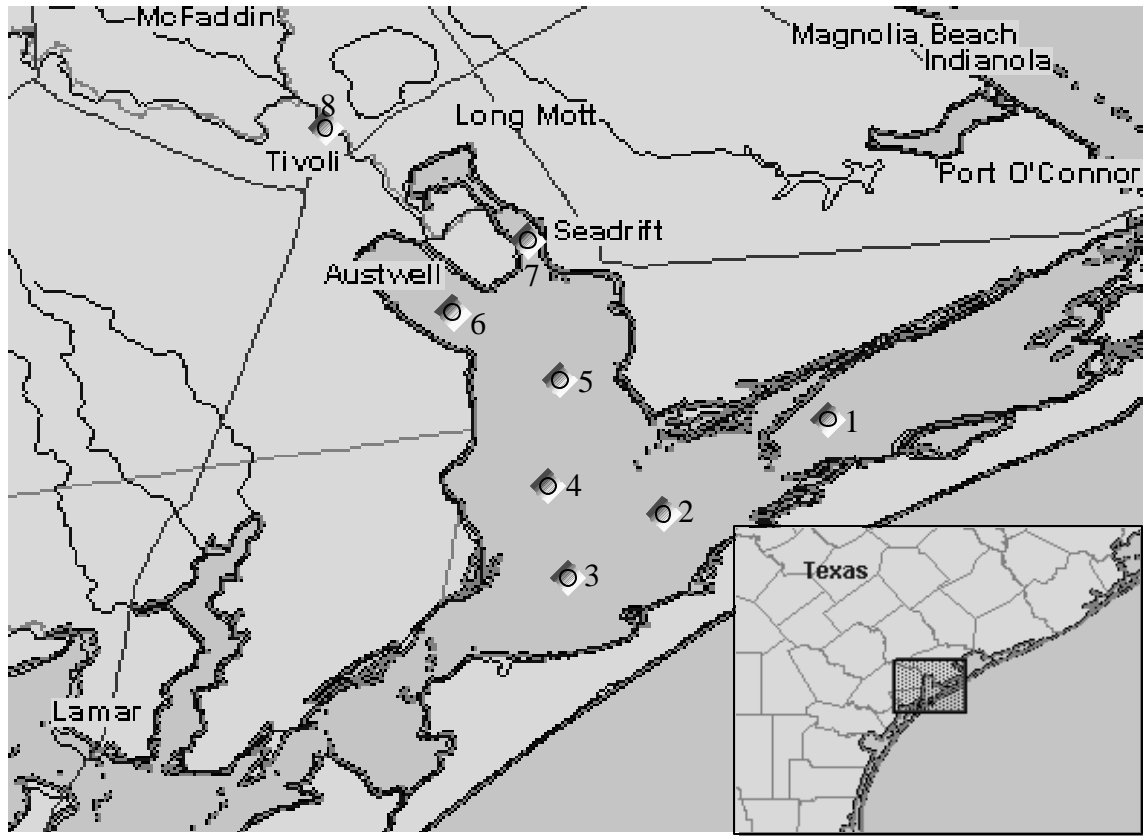 McFaddin
Magnolia Beach
Indianola
8
Long Mott
Tivoli
Port O'Connor
Seadrift
7
Austwell
6
5
1
4
2
3
Texas
Lamar